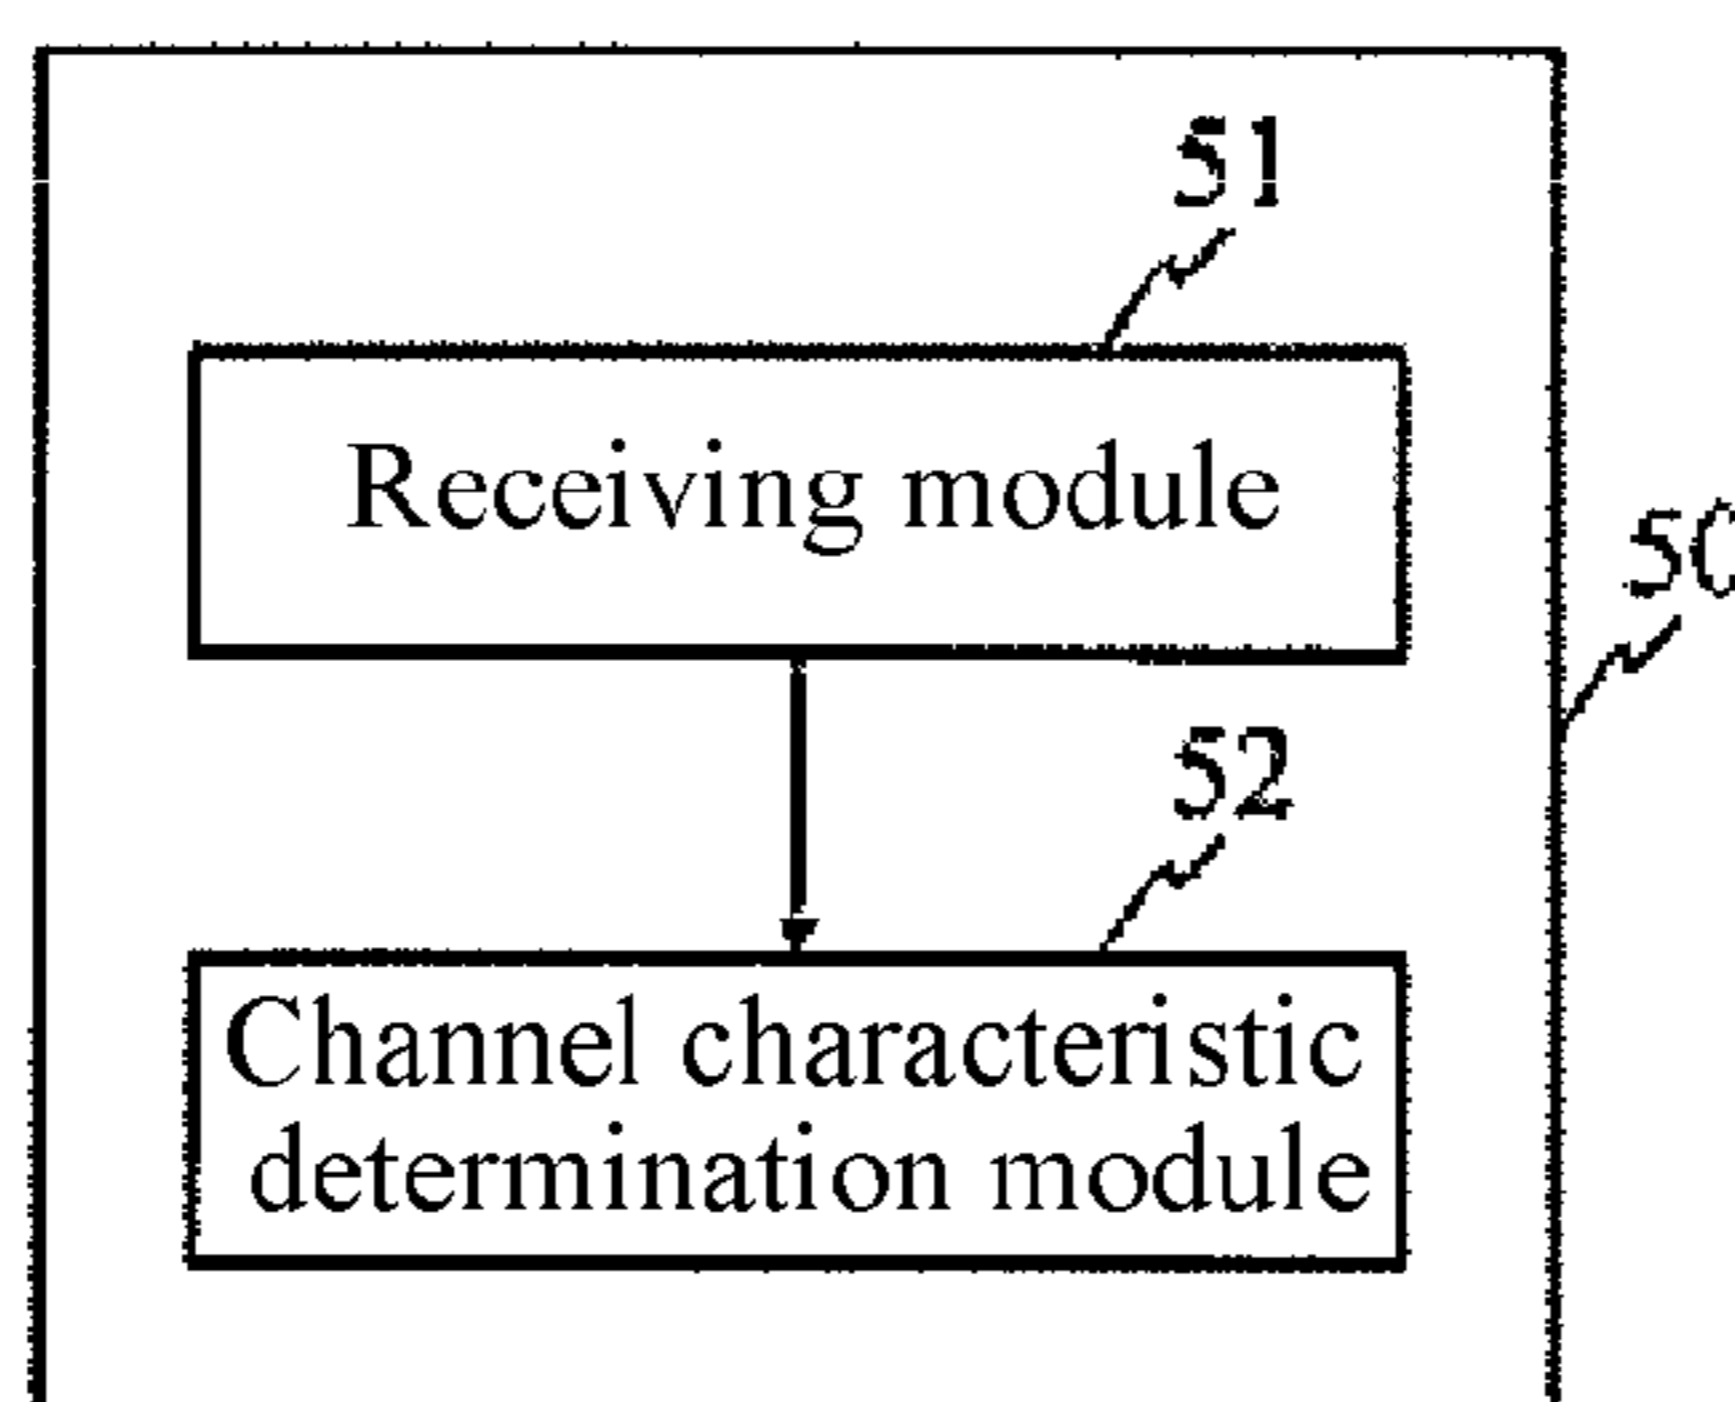 51
Receiving module
50
52
Channel characteristic
determination module